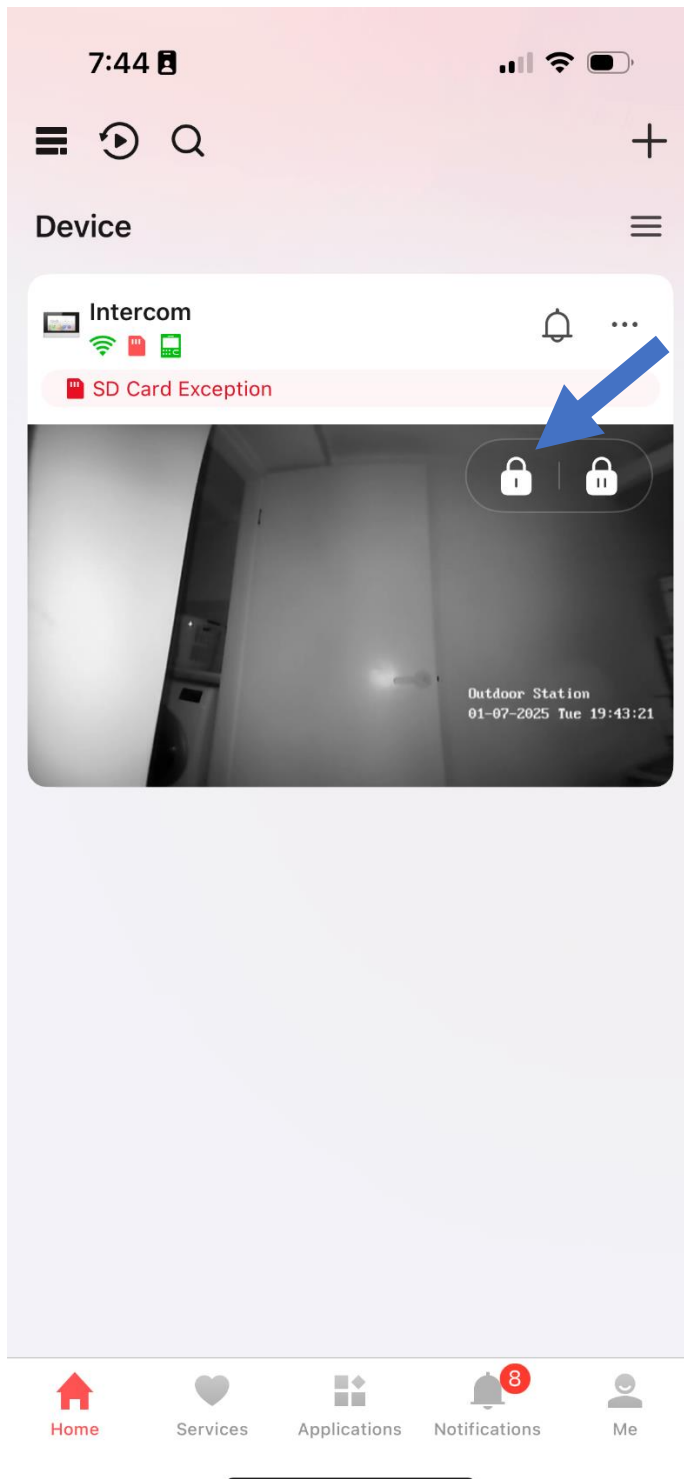 7:44
Device
Intercom
SD Card Exception
I II
Outdoor Station
01-07-2025 Tue 19:43:21
8
Home Services Applications Notifications Me